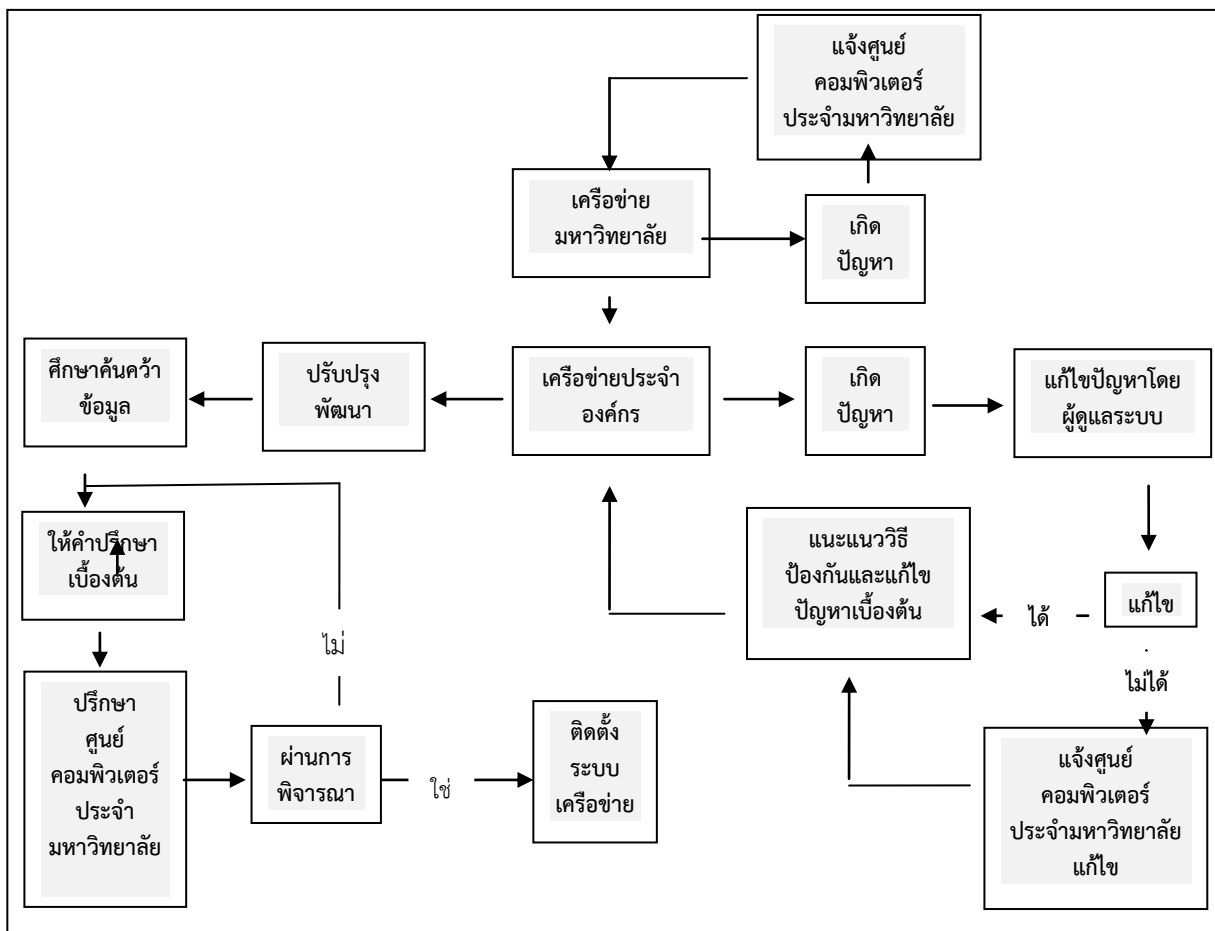 แจ้งศูนย์
คอมพิวเตอร์
ประจำมหาวิทยาลัย
เครือข่าย
มหาวิทยาลัย
เกิด
ปัญหา
ศึกษาค้นคว้า
ข้อมูล
ปรับปรุง
พัฒนา
เครือข่ายประจำ
องค์กร
เกิด
ปัญหา
แก้ไขปัญหาโดย
ผู้ดูแลระบบ
ให้คำปรึกษา
เบื้องต้น
แนะแนววิธี
ป้องกันและแก้ไข
ปัญหาเบื้องต้น
ได้
แก้ไข
ไม่ได้
ไม่
ปรึกษา
ศูนย์
คอมพิวเตอร์
ประจำ
มหาวิทยาลัย
ผ่านการ
พิจารณา
ใช่
ติดตั้ง
ระบบ
เครือข่าย
แจ้งศูนย์
คอมพิวเตอร์
ประจำมหาวิทยาลัย
แก้ไข